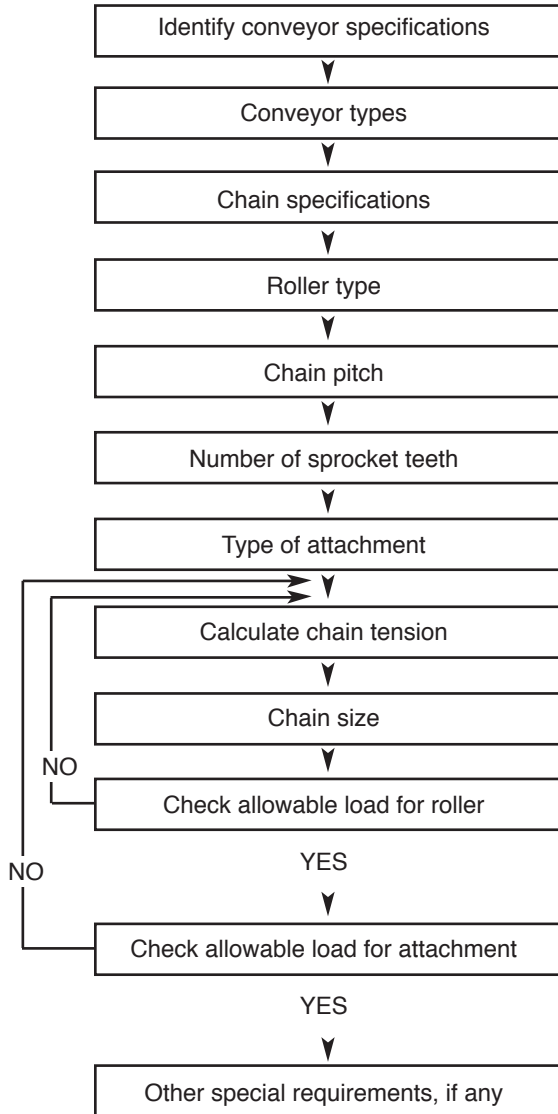 Identify conveyor specifications
Conveyor types
Chain specifications
Roller type
Chain pitch
Number of sprocket teeth
Type of attachment
Calculate chain tension
Chain size
NO
Check allowable load for roller
YES
NO
Check allowable load for attachment
YES
Other special requirements, if any